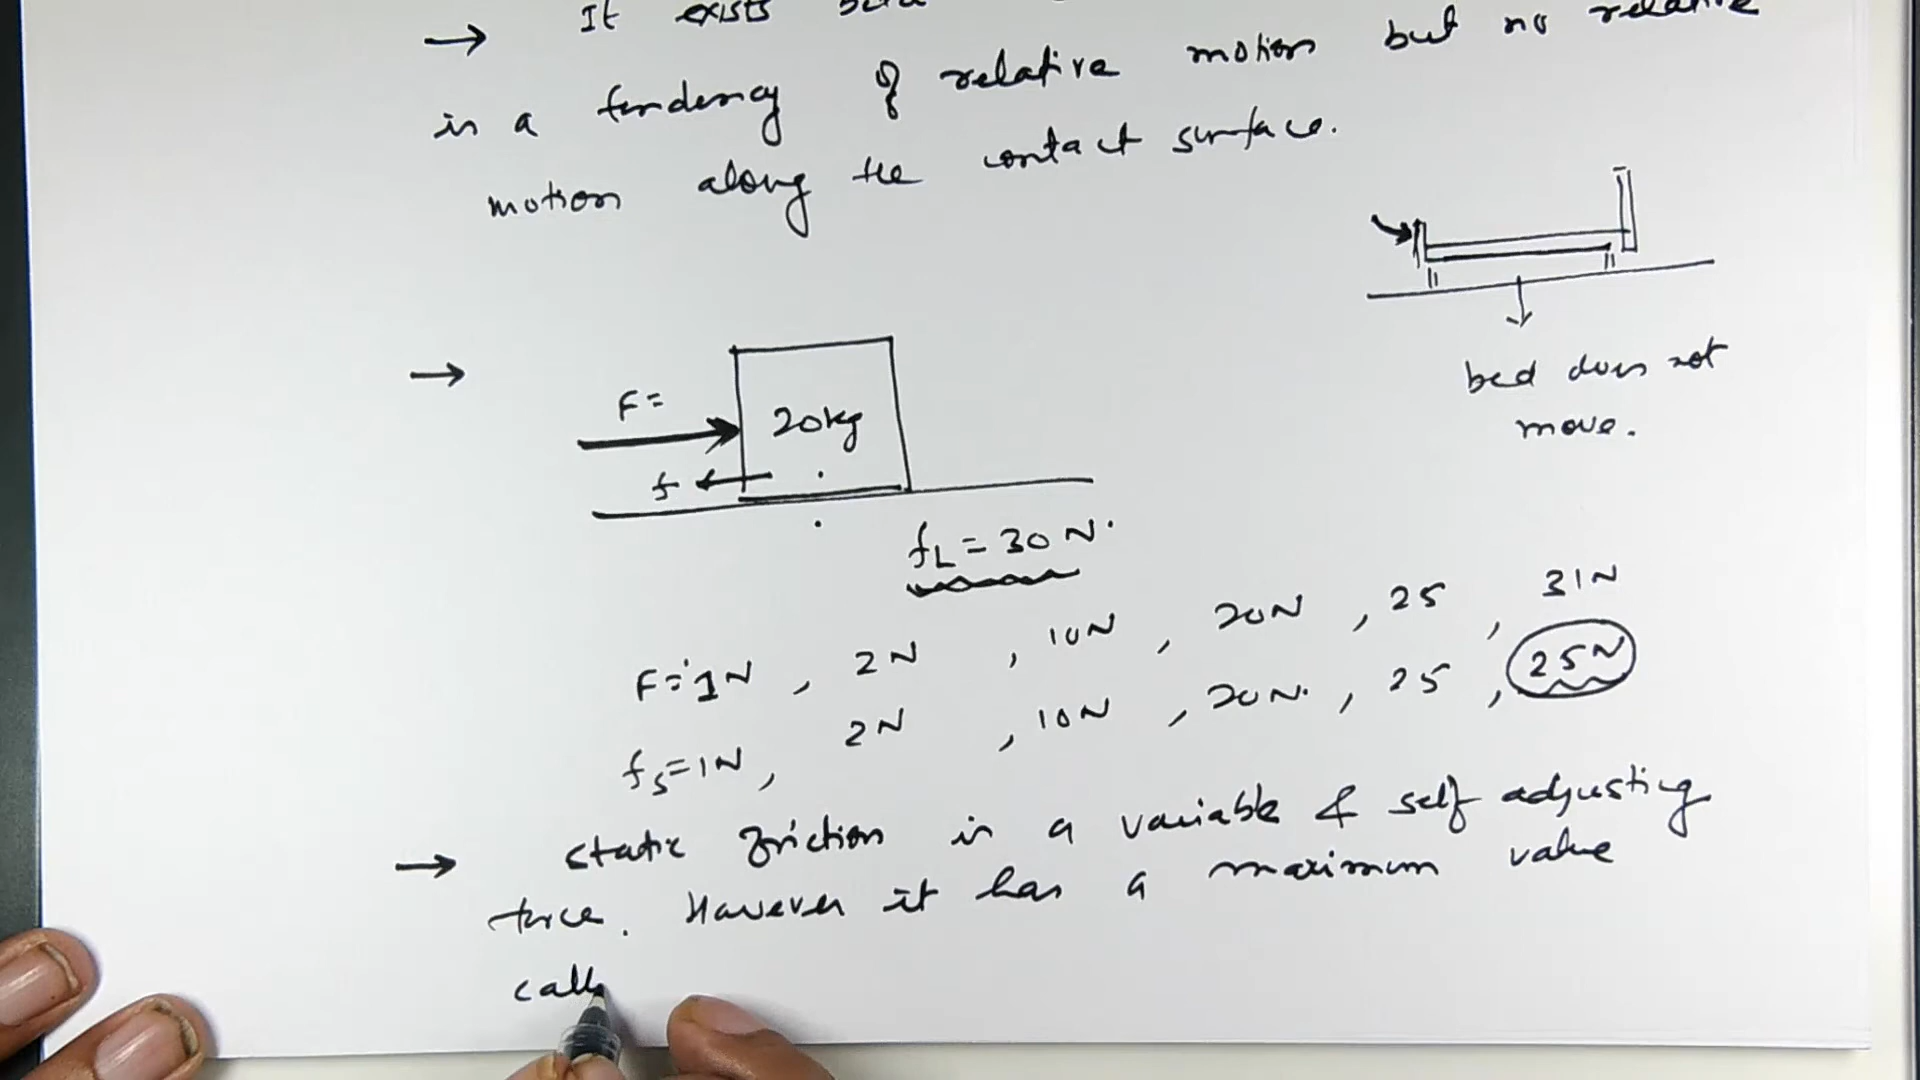 → It exists
is a tendency of relative motion but no relative
motion along the contact surface.
→
F=
20kg
f
bed does not
move.
fL = 30 N.
F = 1N , 2N , 10N , 20N , 25 , 31N
fs = 1N , 2N , 10N , 20N. , 25 , 25N
→ static friction is a variable & self adjusting
force. However it has a maximum value
call